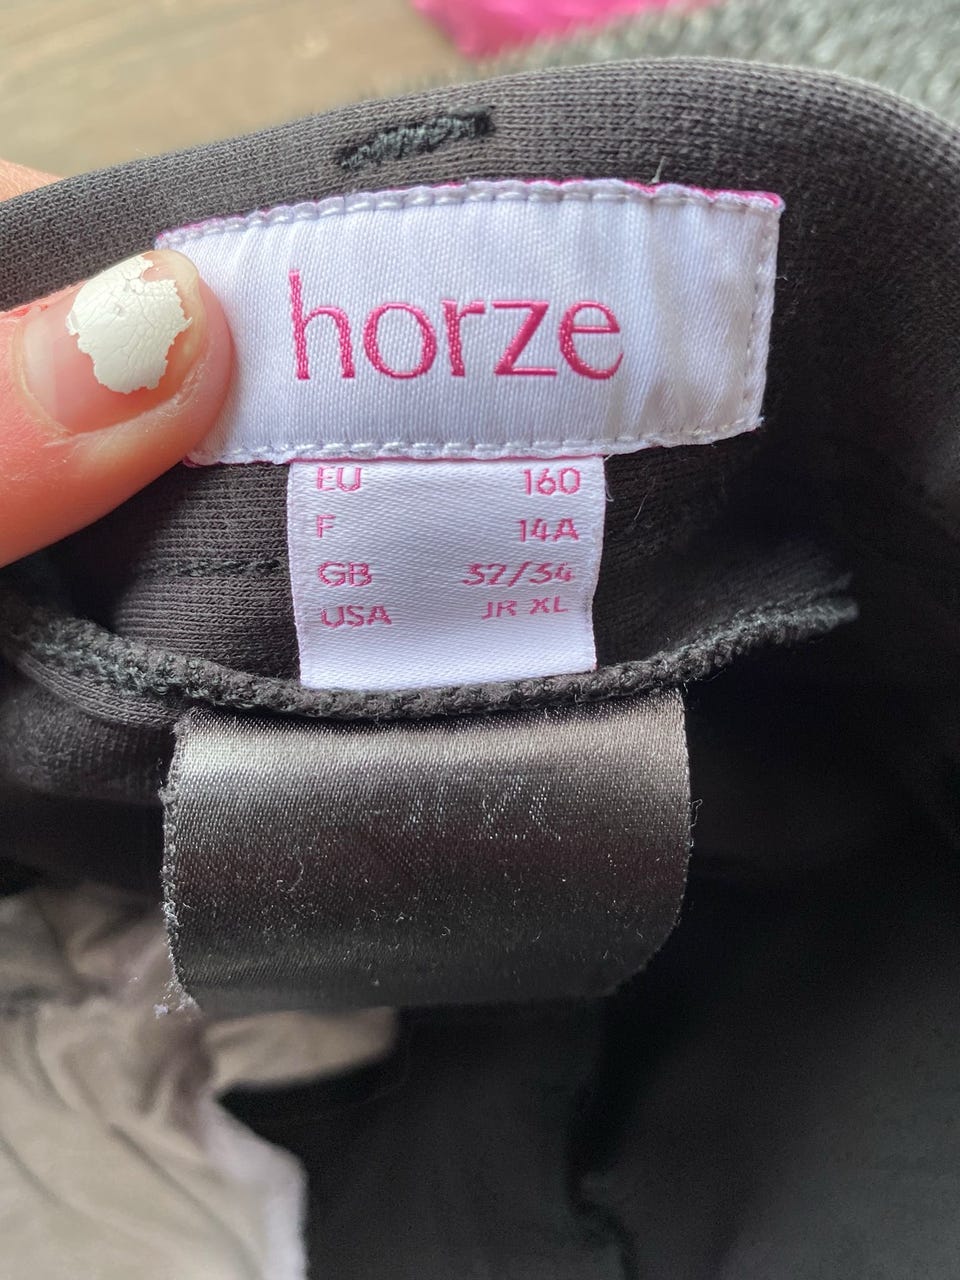 horze
EU 160
F 14A
GB 32/34
USA JR XL